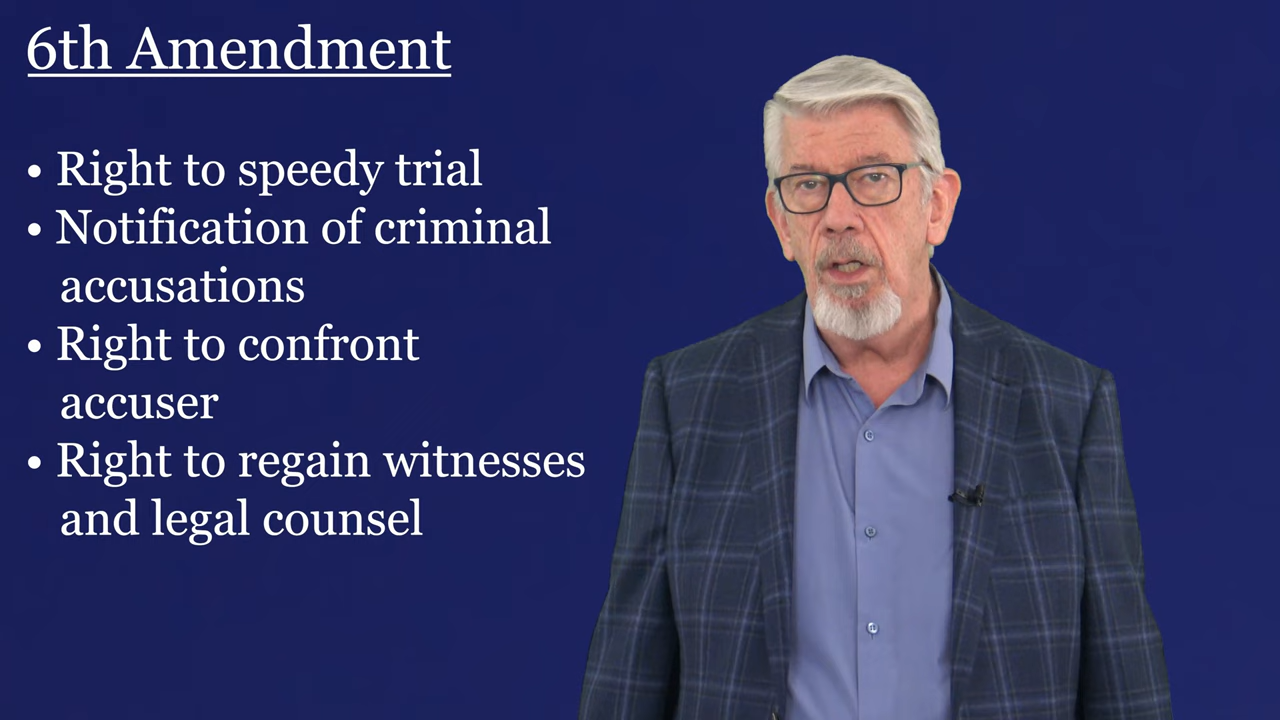 6th Amendment
• Right to speedy trial
• Notification of criminal
accusations
• Right to confront
accuser
• Right to regain witnesses
and legal counsel